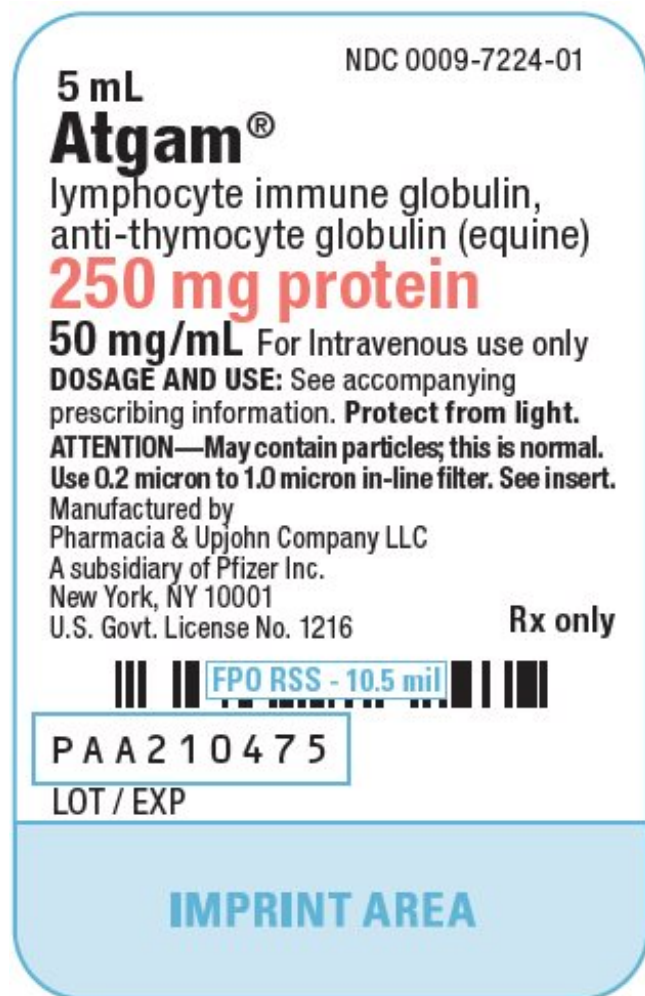 NDC 0009-7224-01
5 mL
Atgam®
lymphocyte immune globulin,
anti-thymocyte globulin (equine)
250 mg protein
50 mg/mL For Intravenous use only
DOSAGE AND USE: See accompanying
prescribing information. Protect from light.
ATTENTION—May contain particles; this is normal.
Use 0.2 micron to 1.0 micron in-line filter. See insert.
Manufactured by
Pharmacia & Upjohn Company LLC
A subsidiary of Pfizer Inc.
New York, NY 10001
U.S. Govt. License No. 1216
Rx only
FPO RSS - 10.5 mil
PAA210475
LOT / EXP
IMPRINT AREA